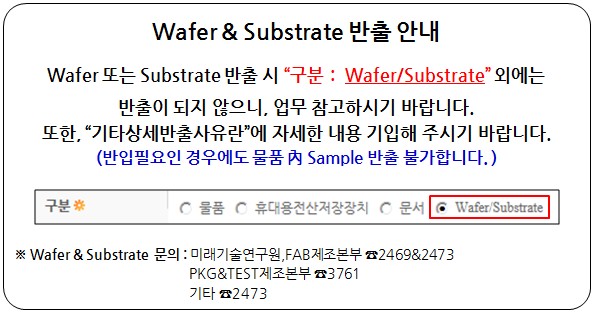 Wafer & Substrate 반출 안내
Wafer 또는 Substrate 반출 시 “구분 : Wafer/Substrate” 외에는
반출이 되지 않으니, 업무 참고하시기 바랍니다.
또한, “기타상세반출사유란”에 자세한 내용 기입해 주시기 바랍니다.
(반입필요인 경우에도 물품 內 Sample 반출 불가합니다. )
구분 물품 휴대용전산저장장치 문서 Wafer/Substrate
※ Wafer & Substrate 문의 : 미래기술연구원,FAB제조본부 ☎2469&2473
PKG&TEST제조본부 ☎3761
기타 ☎2473